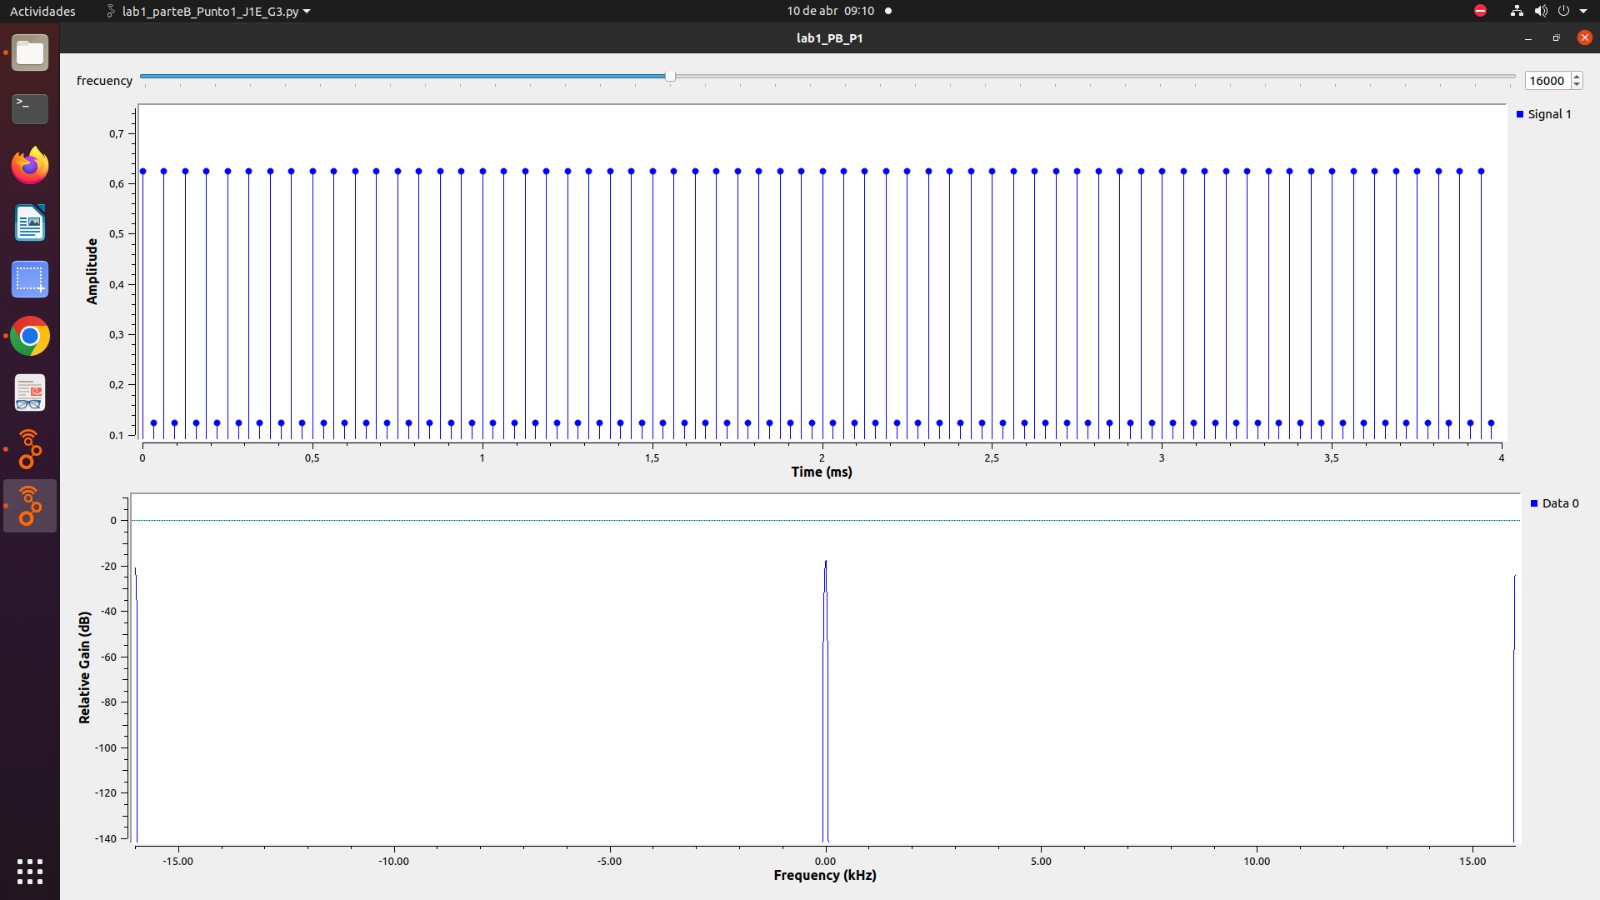 Actividades
lab1_parteB_Punto1_J1E_G3.py
10 de abr 09:10
lab1_PB_P1
frecuency
16000
Signal 1
Amplitude
0,7
0,6
0,5
0,4
0,3
0,2
0.1
0
0,5
1
1,5
2
2,5
3
3,5
4
Time (ms)
Data 0
Relative Gain (dB)
0
-20
-40
-60
-80
-100
-120
-140
-15.00
-10.00
-5.00
0.00
5.00
10.00
15.00
Frequency (kHz)